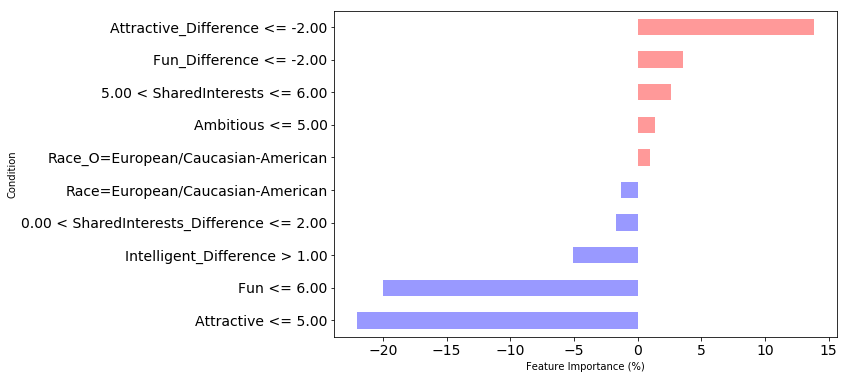 Attractive_Difference <= -2.00
Fun_Difference <= -2.00
5.00 < SharedInterests <= 6.00
Ambitious <= 5.00
Race_O=European/Caucasian-American
Race=European/Caucasian-American
0.00 < SharedInterests_Difference <= 2.00
Intelligent_Difference > 1.00
Fun <= 6.00
Attractive <= 5.00
Condition
−20 −15 −10 −5 0 5 10 15
Feature Importance (%)